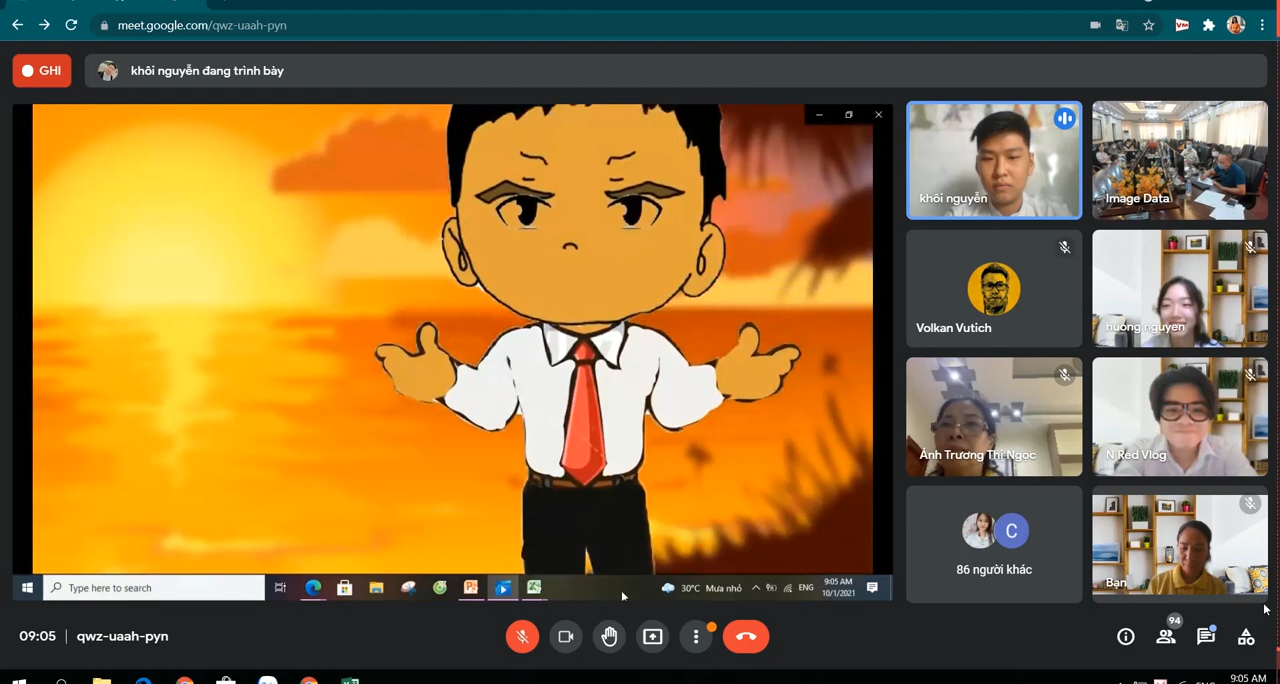 meet.google.com/qwz-uaah-pyn
GHI
khôi nguyễn đang trình bày
khôi nguyễn
Image Data
Volkan Vutich
huong nguyen
Ánh Trương Thị Ngọc
N Red Vlog
C
86 người khác
Bạn
Type here to search
30°C Mưa nhỏ
ENG
9:05 AM
10/1/2021
09:05 | qwz-uaah-pyn
94
9:05 AM